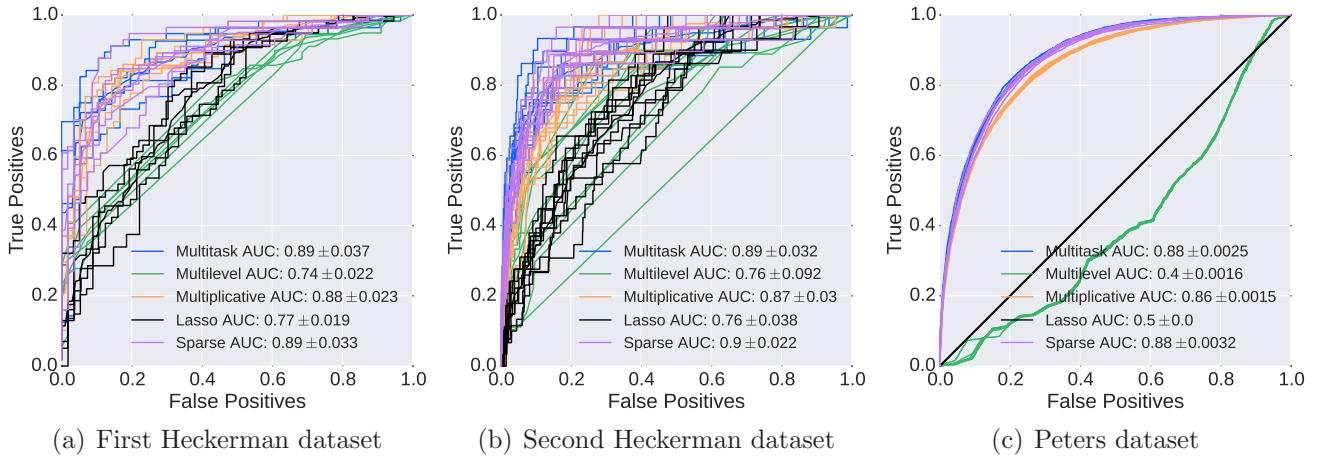 1.0
0.8
0.6
0.4
0.2
0.0
True Positives
0.0 0.2 0.4 0.6 0.8 1.0
False Positives
Multitask AUC: 0.89±0.037
Multilevel AUC: 0.74±0.022
Multiplicative AUC: 0.88±0.023
Lasso AUC: 0.77±0.019
Sparse AUC: 0.89±0.033
(a) First Heckerman dataset
1.0
0.8
0.6
0.4
0.2
0.0
True Positives
0.0 0.2 0.4 0.6 0.8 1.0
False Positives
Multitask AUC: 0.89±0.032
Multilevel AUC: 0.76±0.092
Multiplicative AUC: 0.87±0.03
Lasso AUC: 0.76±0.038
Sparse AUC: 0.9±0.022
(b) Second Heckerman dataset
1.0
0.8
0.6
0.4
0.2
0.0
True Positives
0.0 0.2 0.4 0.6 0.8 1.0
False Positives
Multitask AUC: 0.88±0.0025
Multilevel AUC: 0.4±0.0016
Multiplicative AUC: 0.86±0.0015
Lasso AUC: 0.5±0.0
Sparse AUC: 0.88±0.0032
(c) Peters dataset